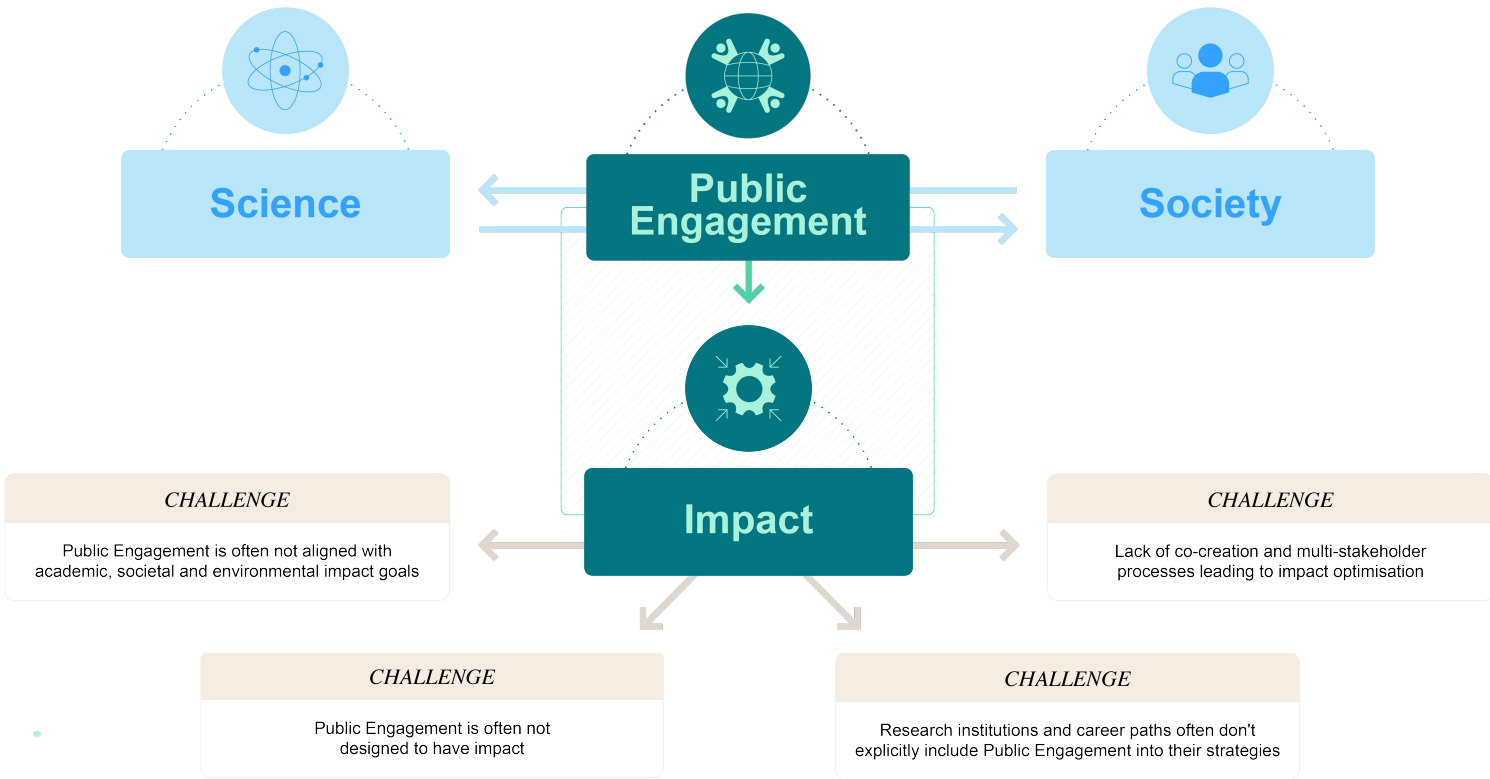 Science
Public
Engagement
Society
Impact
CHALLENGE
Public Engagement is often not aligned with
academic, societal and environmental impact goals
CHALLENGE
Lack of co-creation and multi-stakeholder
processes leading to impact optimisation
CHALLENGE
Public Engagement is often not
designed to have impact
CHALLENGE
Research institutions and career paths often don't
explicitly include Public Engagement into their strategies